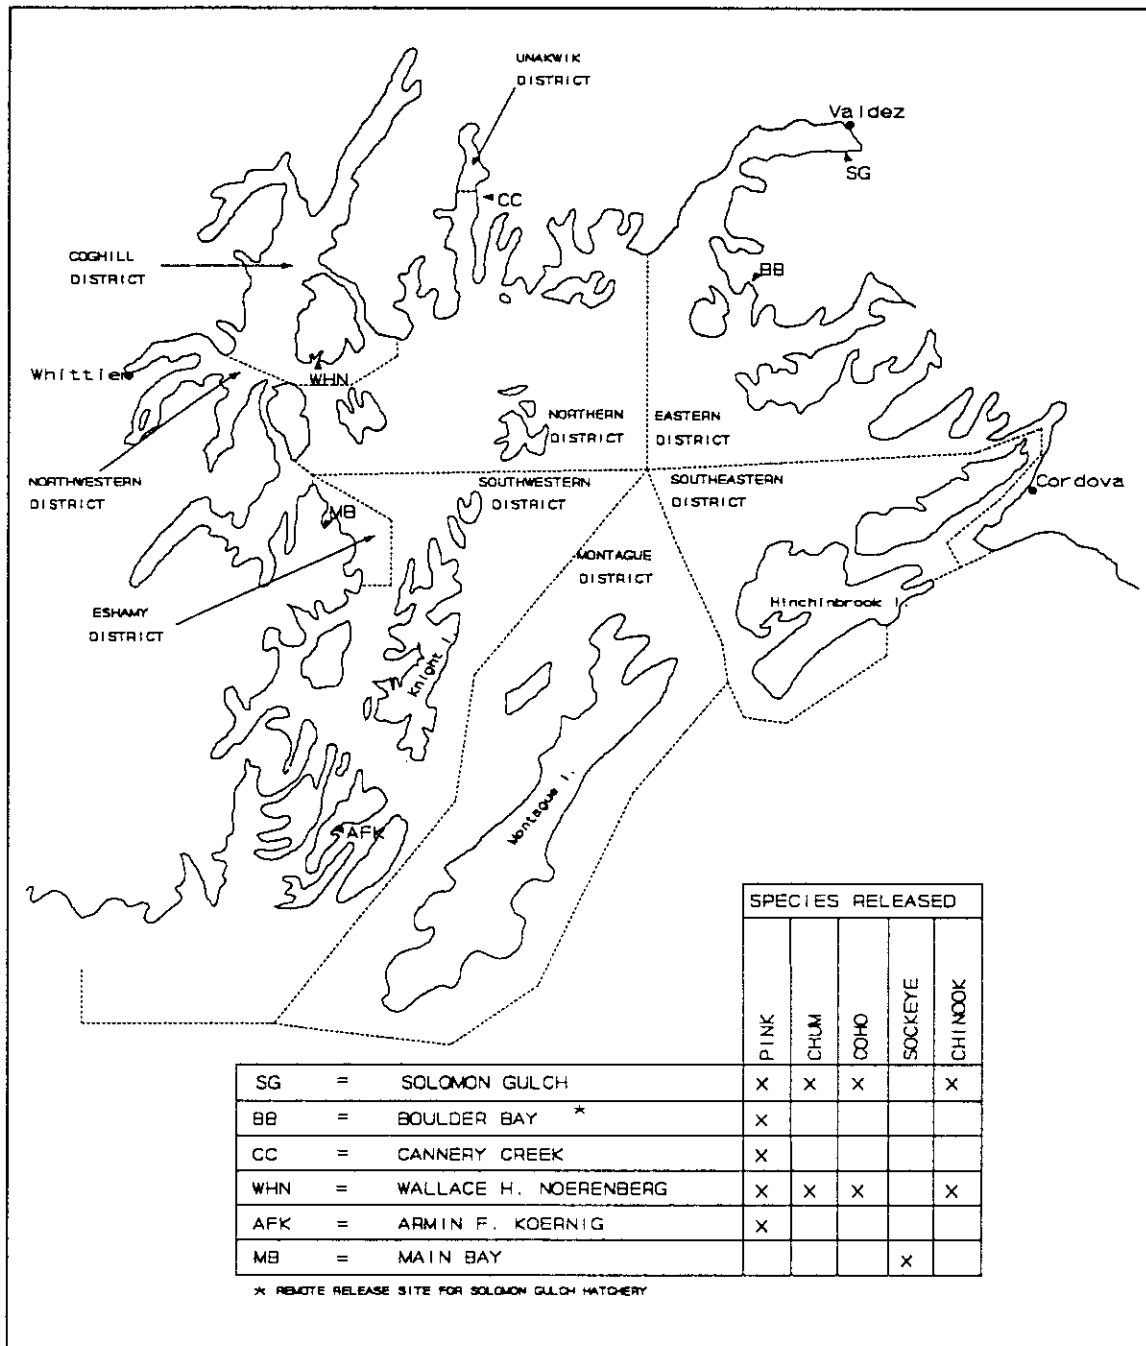 UNAKWIK
DISTRICT
Valdez
SG
CC
COGHILL
DISTRICT
BB
Whittier
WHN
NORTHERN
DISTRICT
EASTERN
DISTRICT
NORTHWESTERN
DISTRICT
SOUTHWESTERN
DISTRICT
SOUTHEASTERN
DISTRICT
Cordova
MB
MONTAGUE
DISTRICT
ESHAMY
DISTRICT
Hinchinbrook I.
Knight I.
Montague I.
AFK
SPECIES RELEASED
PINK CHUM COHO SOCKEYE CHINOOK
SG = SOLOMON GULCH X X X X
BB = BOULDER BAY * X
CC = CANNERY CREEK X
WHN = WALLACE H. NOERENBERG X X X X
AFK = ARMIN F. KOERNIG X
MB = MAIN BAY X
* REMOTE RELEASE SITE FOR SOLOMON GULCH HATCHERY